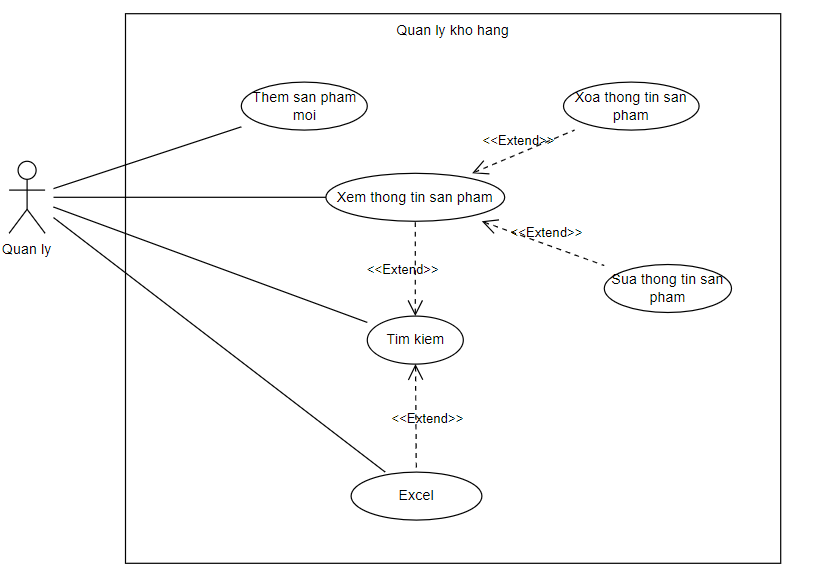 Quan ly kho hang
Them san pham
moi
Xoa thong tin san
pham
<<Extend>>
Xem thong tin san pham
<<Extend>>
Quan ly
<<Extend>>
Sua thong tin san
pham
Tim kiem
<<Extend>>
Excel